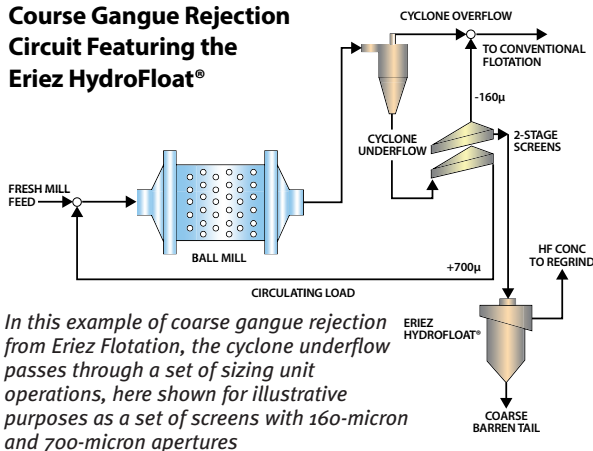 Course Gangue Rejection
Circuit Featuring the
Eriez HydroFloat®
CYCLONE OVERFLOW
TO CONVENTIONAL
FLOTATION
-160µ
CYCLONE
UNDERFLOW
2-STAGE
SCREENS
FRESH MILL
FEED
BALL MILL
+700µ
HF CONC
TO REGRIND
CIRCULATING LOAD
ERIEZ
HYDROFLOAT®
COARSE
BARREN TAIL
In this example of coarse gangue rejection
from Eriez Flotation, the cyclone underflow
passes through a set of sizing unit
operations, here shown for illustrative
purposes as a set of screens with 160-micron
and 700-micron apertures